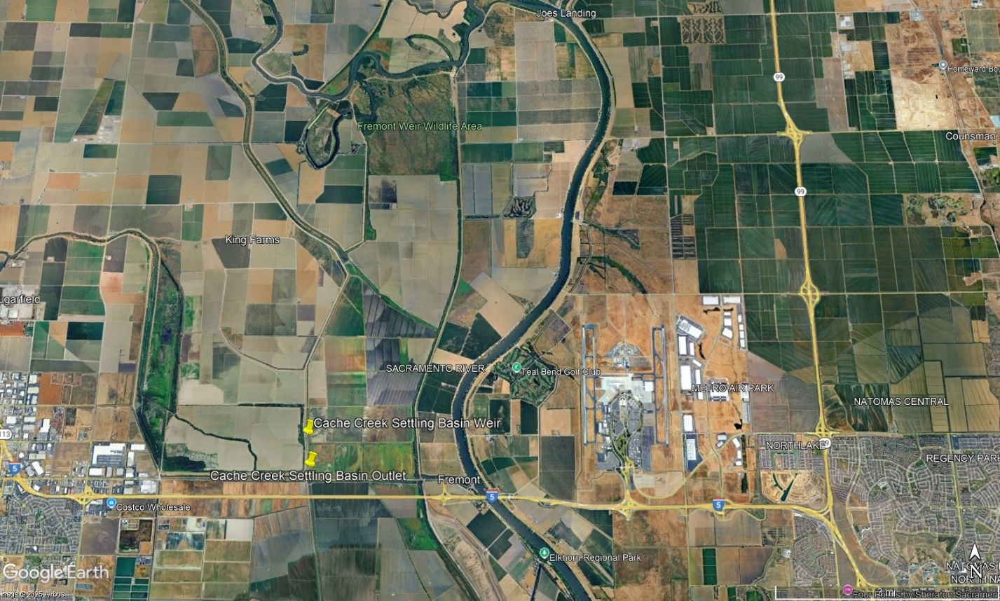 Joes Landing
99
Homeward Bou
Fremont Weir Wildlife Area
Counsman
99
King Farms
ugarfield
SACRAMENTO RIVER
Teal Bend Golf Club
METRO AIR PARK
NATOMAS CENTRAL
Cache Creek Settling Basin Weir
113
NORTHLAKE
REGENCY PARK
5
Cache Creek Settling Basin Outlet
Fremont
5
5
Costco Wholesale
Elkhorn Regional Park
N
Google Earth
NATOMAS
NORTH NA
3 mi
Image © 2025 Airbus
Four Points by Sheraton Sacramen